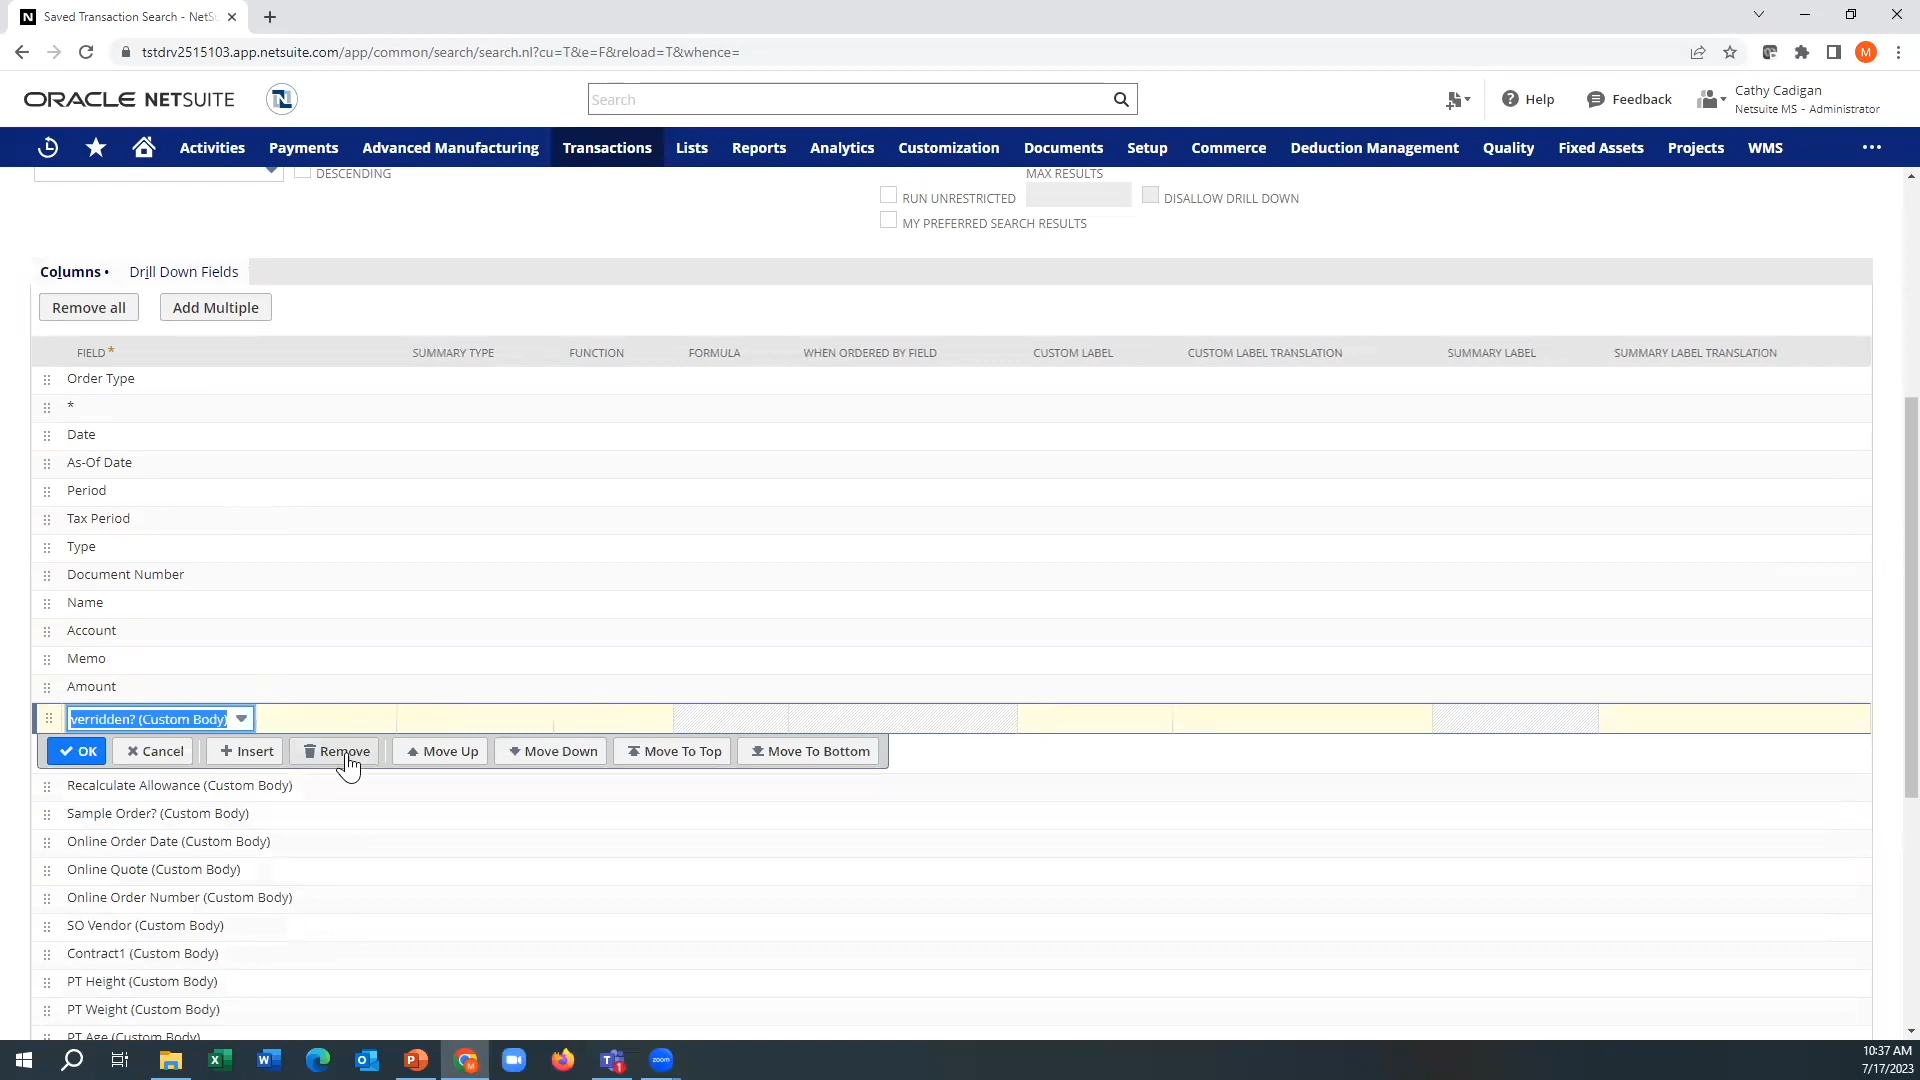 Saved Transaction Search - NetS
tstdrv2515103.app.netsuite.com/app/common/search/search.nl?cu=T&e=F&reload=T&whence=
M
ORACLE NETSUITE
N
Search
Help
Feedback
Cathy Cadigan
Netsuite MS - Administrator
Activities Payments Advanced Manufacturing Transactions Lists Reports Analytics Customization Documents Setup Commerce Deduction Management Quality Fixed Assets Projects WMS
DESCENDING
MAX RESULTS
RUN UNRESTRICTED
DISALLOW DRILL DOWN
MY PREFERRED SEARCH RESULTS
Columns • Drill Down Fields
Remove all Add Multiple
FIELD * SUMMARY TYPE FUNCTION FORMULA WHEN ORDERED BY FIELD CUSTOM LABEL CUSTOM LABEL TRANSLATION SUMMARY LABEL SUMMARY LABEL TRANSLATION
Order Type
*
Date
As-Of Date
Period
Tax Period
Type
Document Number
Name
Account
Memo
Amount
verridden? (Custom Body)
OK Cancel Insert Remove Move Up Move Down Move To Top Move To Bottom
Recalculate Allowance (Custom Body)
Sample Order? (Custom Body)
Online Order Date (Custom Body)
Online Quote (Custom Body)
Online Order Number (Custom Body)
SO Vendor (Custom Body)
Contract1 (Custom Body)
PT Height (Custom Body)
PT Weight (Custom Body)
PT Age (Custom Body)
10:37 AM
7/17/2023